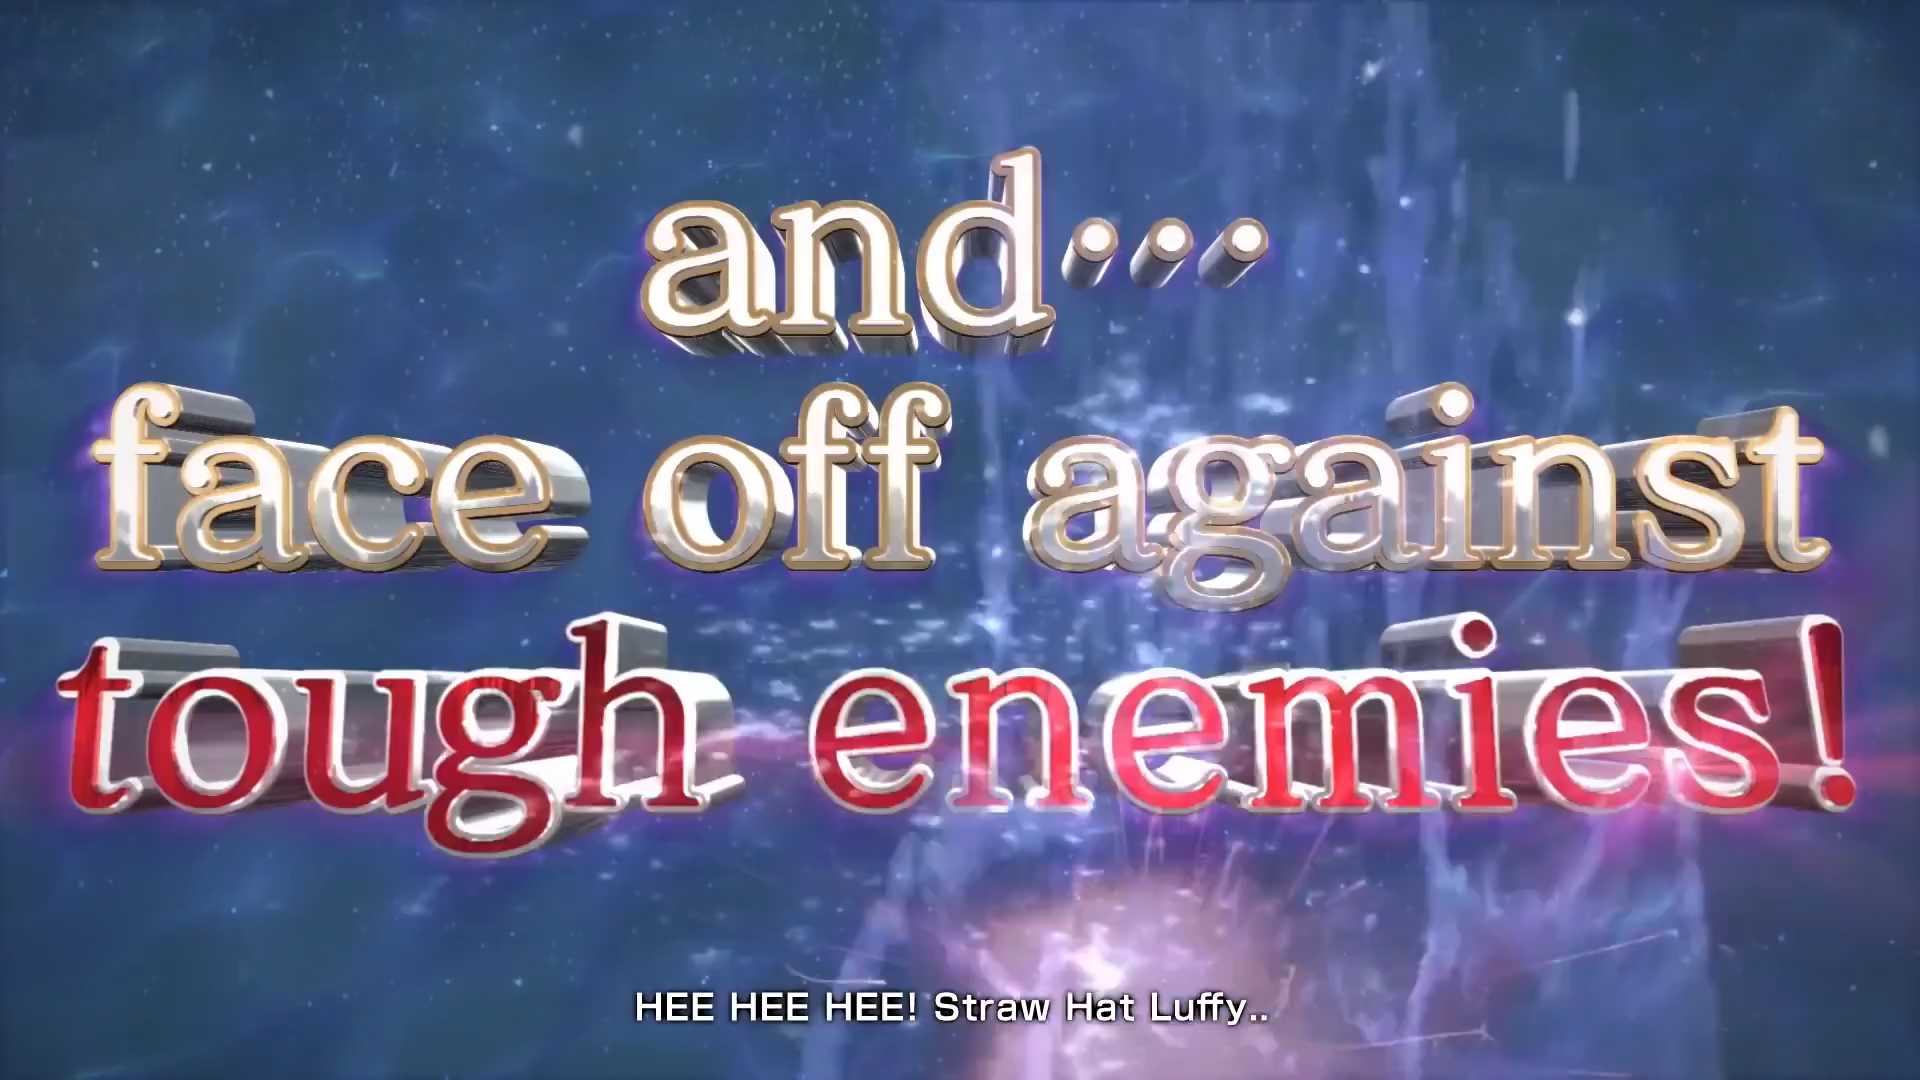 and···
face off against
tough enemies!
HEE HEE HEE! Straw Hat Luffy..